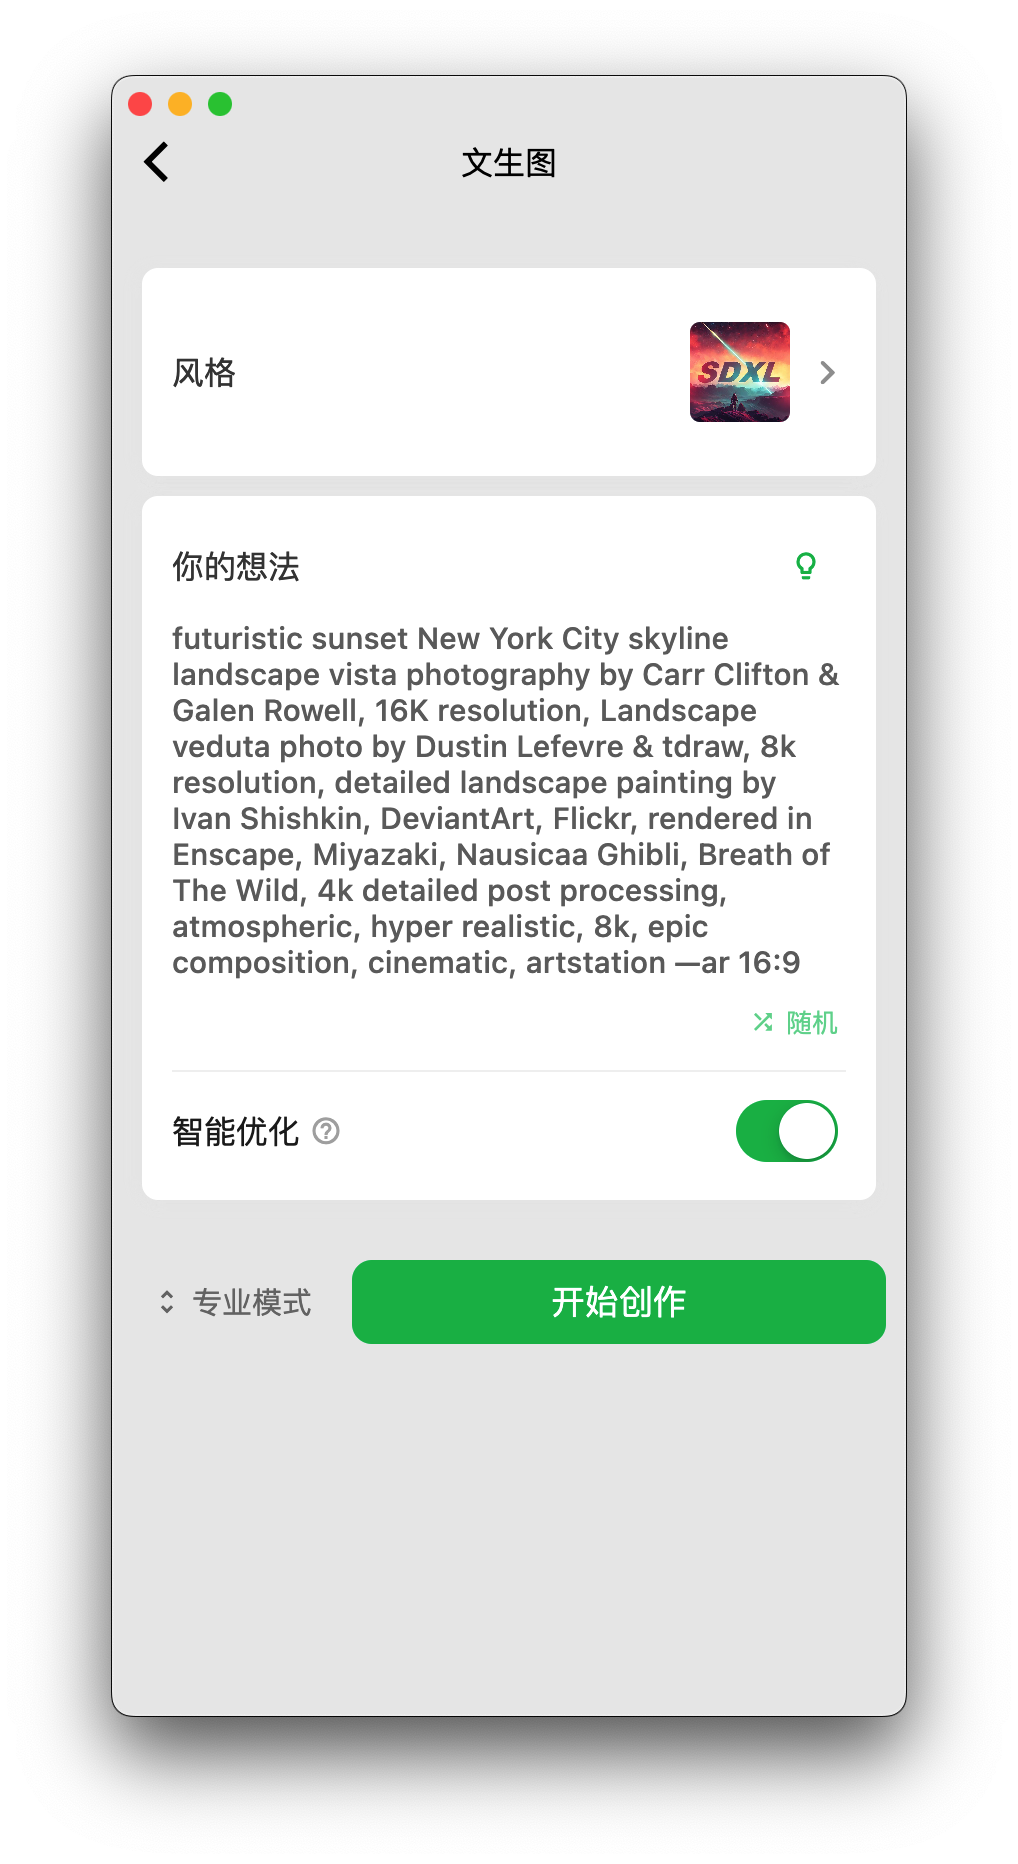 文生图
风格
SDXL
你的想法
futuristic sunset New York City skyline
landscape vista photography by Carr Clifton &
Galen Rowell, 16K resolution, Landscape
veduta photo by Dustin Lefevre & tdraw, 8k
resolution, detailed landscape painting by
Ivan Shishkin, DeviantArt, Flickr, rendered in
Enscape, Miyazaki, Nausicaa Ghibli, Breath of
The Wild, 4k detailed post processing,
atmospheric, hyper realistic, 8k, epic
composition, cinematic, artstation —ar 16:9
随机
智能优化
专业模式
开始创作